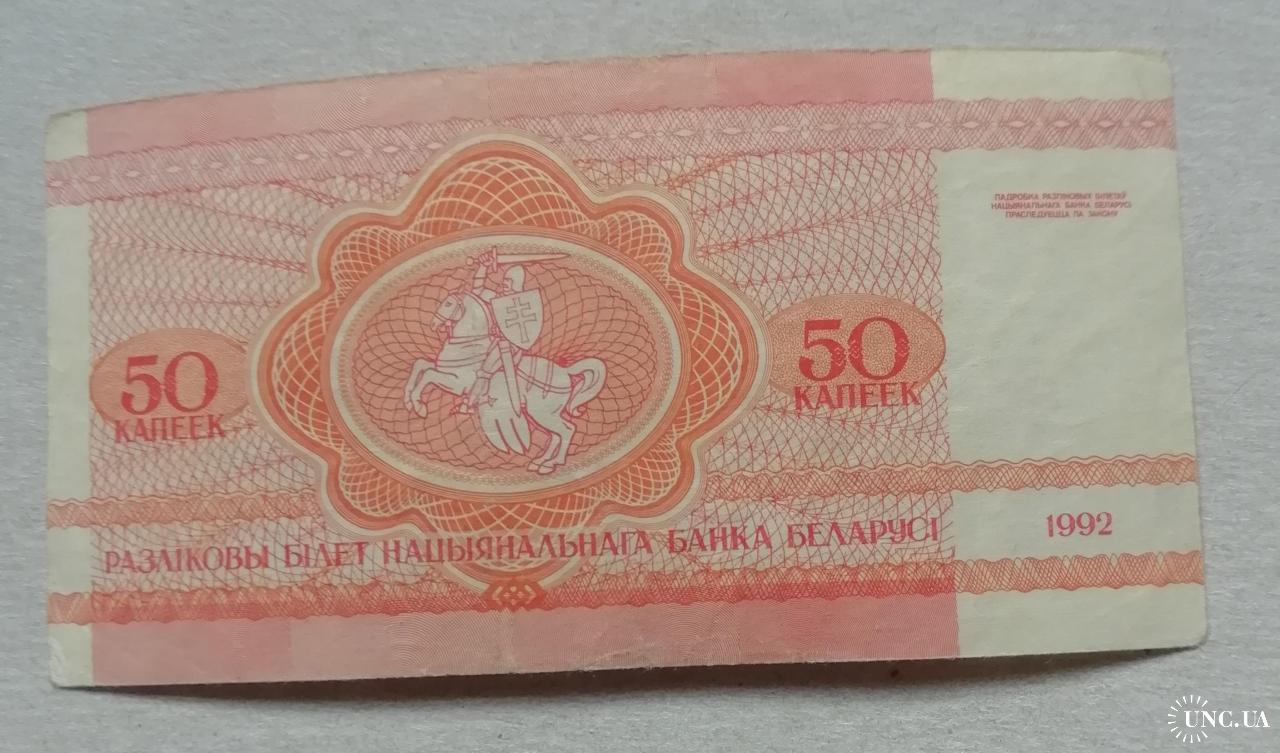 ПАДРОБКА РАЗЛІКОВЫХ БІЛЕТАЎ
НАЦЫЯНАЛЬНАГА БАНКА БЕЛАРУСІ
ПРАСЛЕДУЕЦЦА ПА ЗАКОНУ
50
КАПЕЕК
50
КАПЕЕК
РАЗЛІКОВЫ БІЛЕТ НАЦЫЯНАЛЬНАГА БАНКА БЕЛАРУСІ
1992
UNC.UA